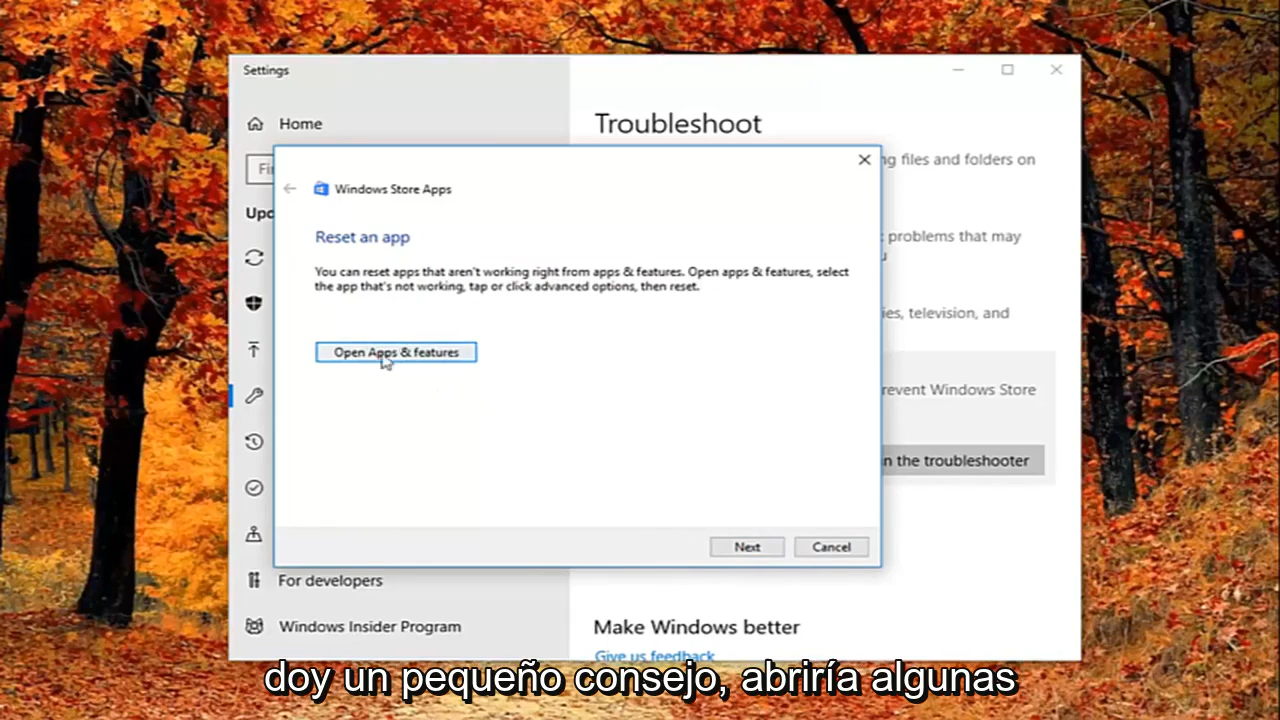 Settings
Home
Troubleshoot
ng files and folders on
Windows Store Apps
Reset an app
problems that may
You can reset apps that aren't working right from apps & features. Open apps & features, select
the app that's not working, tap or click advanced options, then reset.
ies, television, and
Open Apps & features
revent Windows Store
n the troubleshooter
Next
Cancel
For developers
Windows Insider Program
Make Windows better
Give us feedback
doy un pequeño consejo, abriría algunas